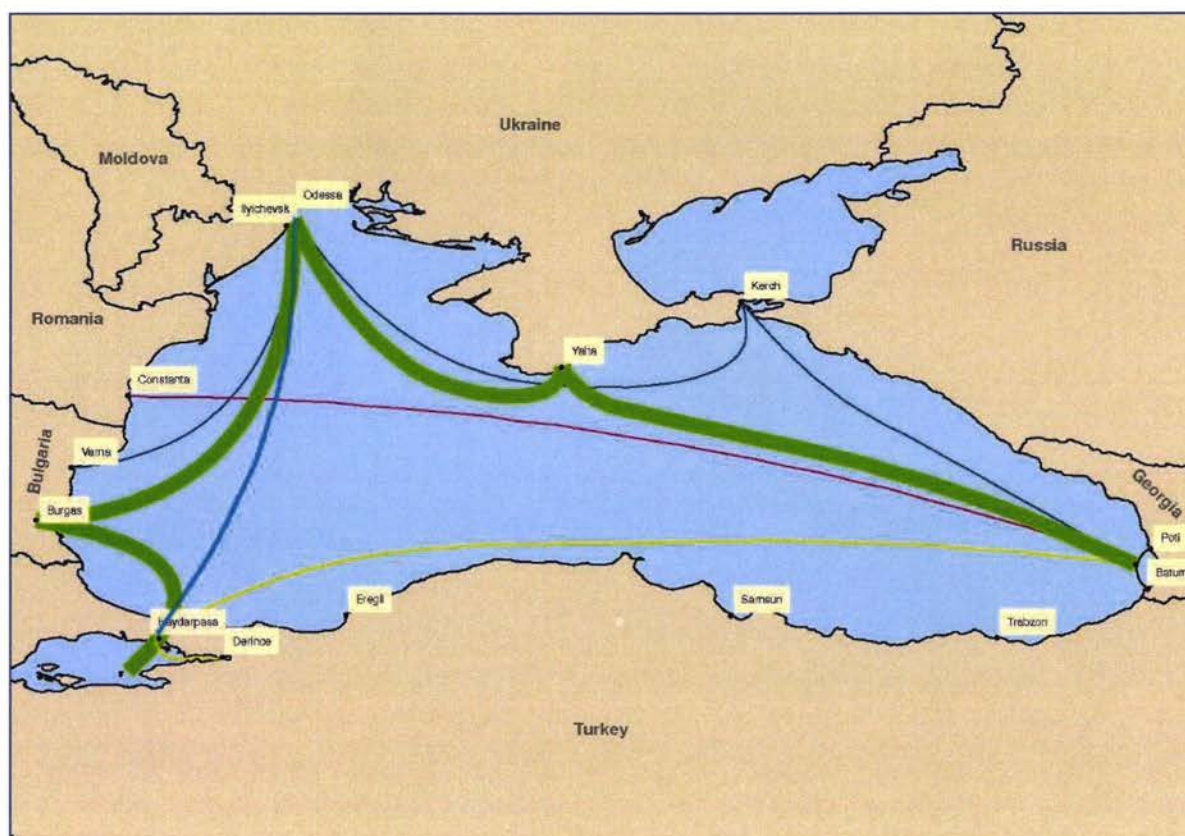 Ukraine
Moldova
Odessa
Ilyichevsk
Russia
Kerch
Romania
Yalta
Constanta
Varna
Bulgaria
Georgia
Burgas
Poti
Batumi
Eregli
Samsun
Haydarpasa
Trabzon
Derince
Turkey